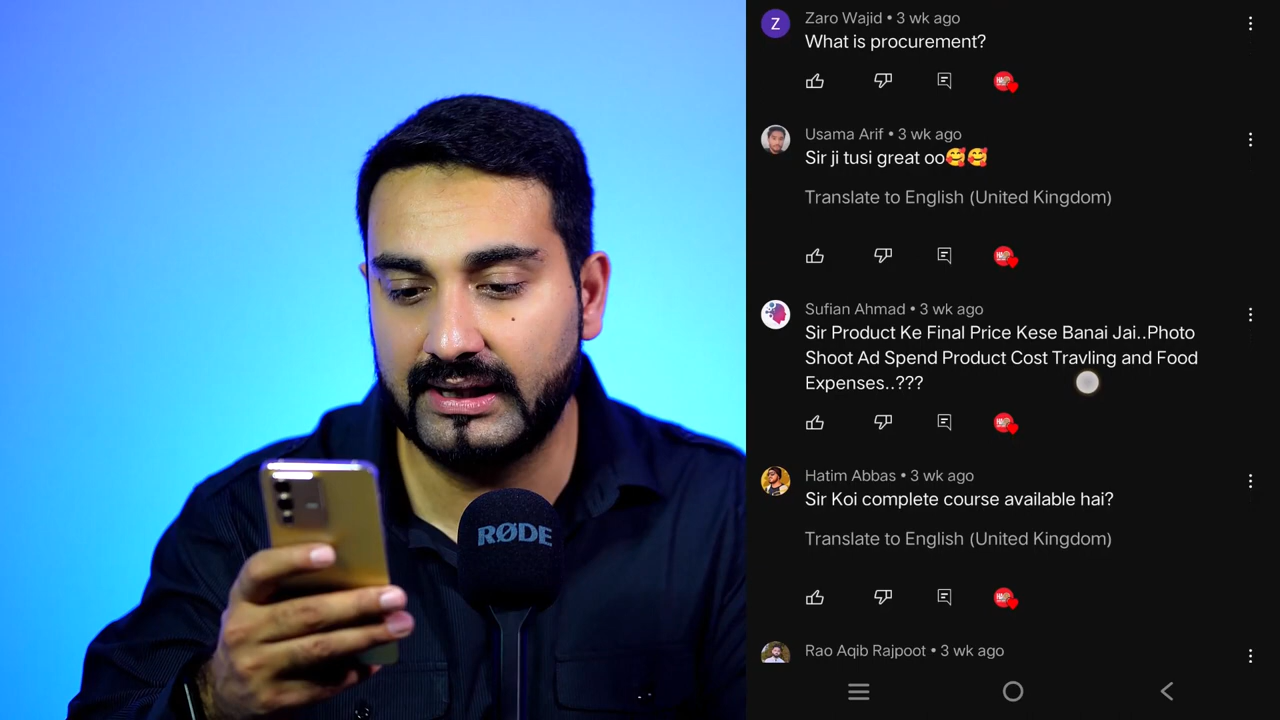 Z
Zaro Wajid • 3 wk ago
What is procurement?
Usama Arif • 3 wk ago
Sir ji tusi great oo🥰🥰
Translate to English (United Kingdom)
Sufian Ahmad • 3 wk ago
Sir Product Ke Final Price Kese Banai Jai..Photo
Shoot Ad Spend Product Cost Travling and Food
Expenses..???
Hatim Abbas • 3 wk ago
Sir Koi complete course available hai?
Translate to English (United Kingdom)
Rao Aqib Rajpoot • 3 wk ago
RØDE